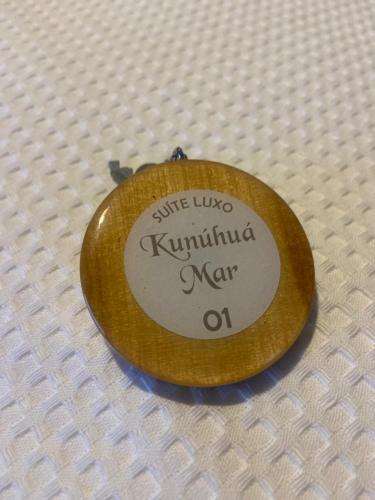 SUÍTE LUXO
Kunúhuá
Mar
01